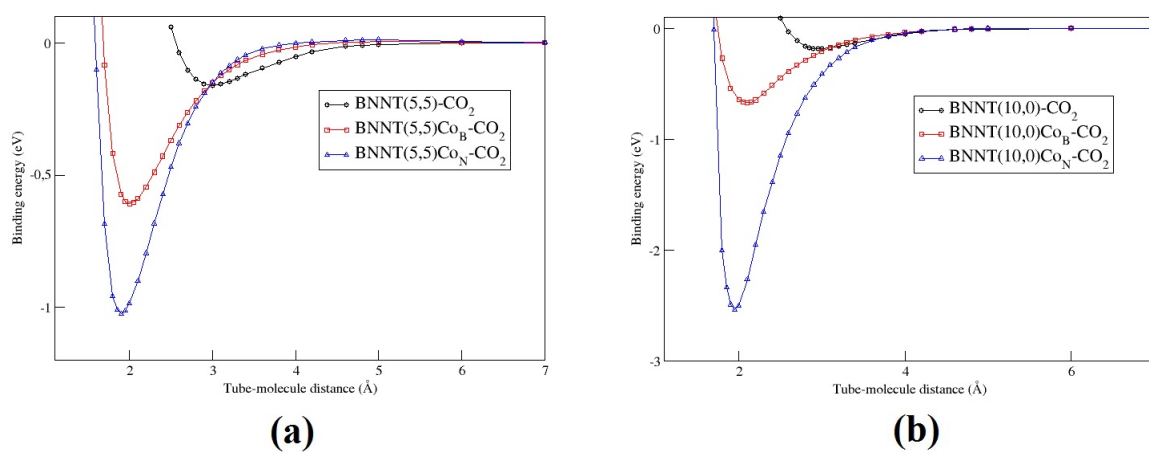 0
-0,5
-1
Binding energy (eV)
BNNT(5,5)-CO2
BNNT(5,5)CoB-CO2
BNNT(5,5)CoN-CO2
2 3 4 5 6 7
Tube-molecule distance (Å)
(a)
0
-1
-2
-3
Binding energy (eV)
BNNT(10,0)-CO2
BNNT(10,0)CoB-CO2
BNNT(10,0)CoN-CO2
2 4 6
Tube-molecule distance (Å)
(b)